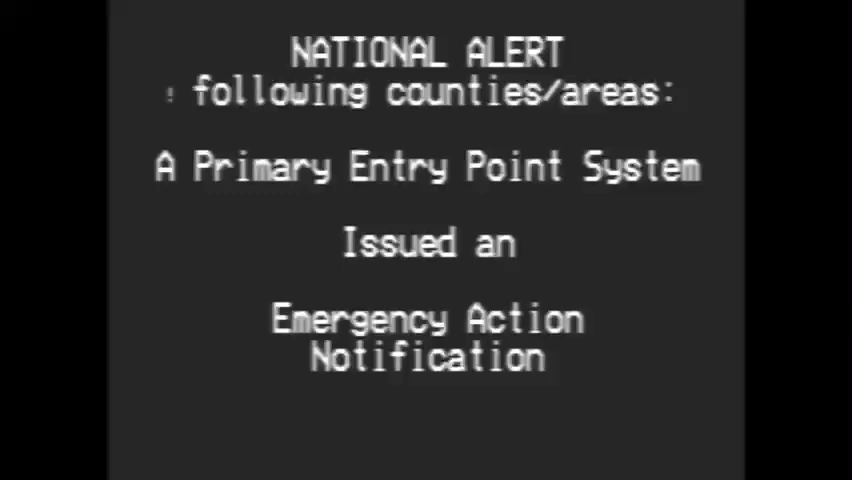 NATIONAL ALERT
following counties/areas:
A Primary Entry Point System
Issued an
Emergency Action
Notification